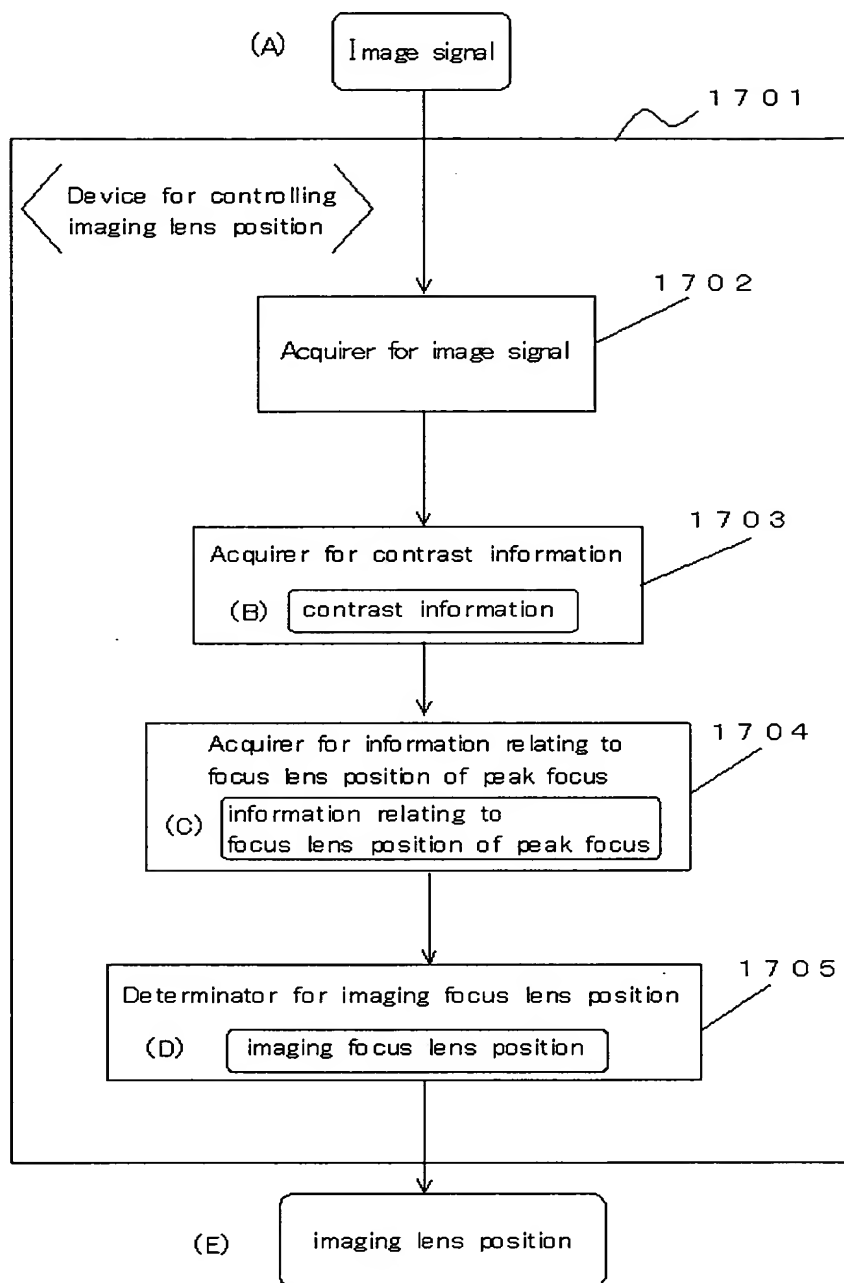 (A)
Image signal
1701
Device for controlling
imaging lens position
1702
Acquirer for image signal
1703
Acquirer for contrast information
(B)
contrast information
1704
Acquirer for information relating to
focus lens position of peak focus
(C)
information relating to
focus lens position of peak focus
1705
Determinator for imaging focus lens position
(D)
imaging focus lens position
(E)
imaging lens position